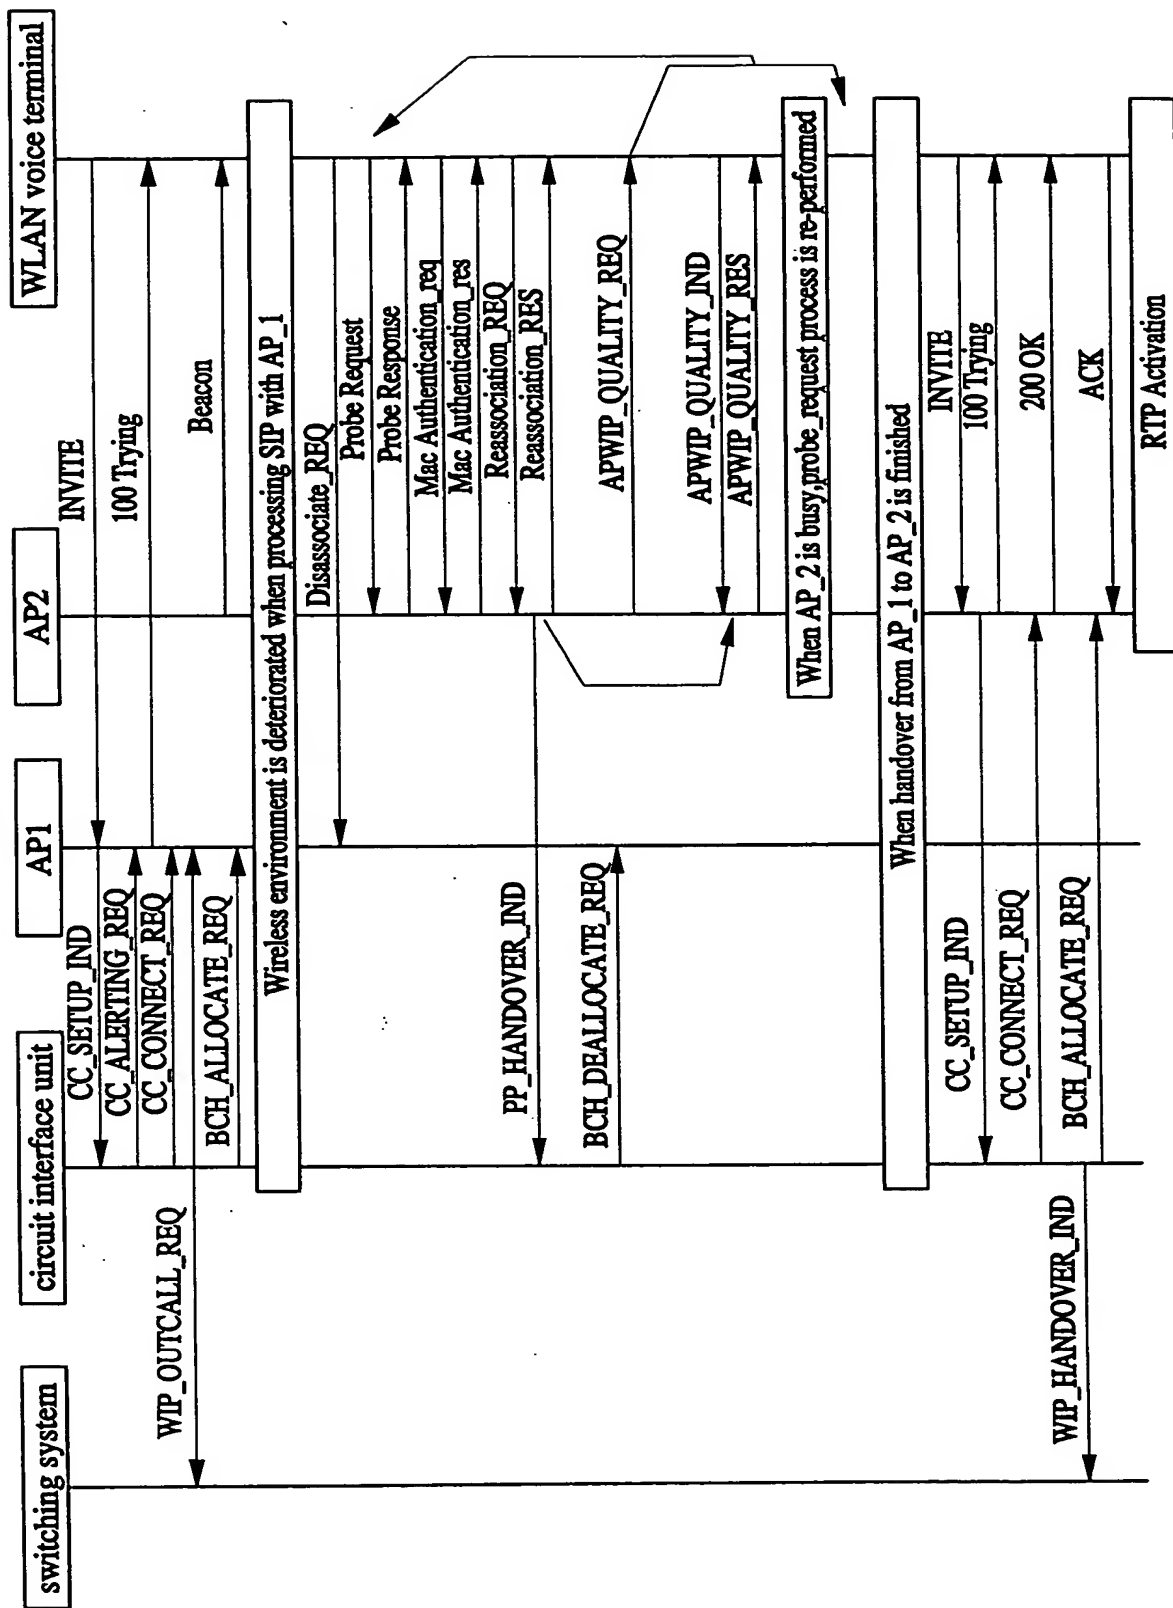 switching system
circuit interface unit
AP1
AP2
WLAN voice terminal
INVITE
CC_SETUP_IND
CC_ALERTING_REQ
100 Trying
CC_CONNECT_REQ
WIP_OUTCALL_REQ
Beacon
BCH_ALLOCATE_REQ
Wireless environment is deteriorated when processing SIP with AP_1
Disassociate_REQ
Probe Request
Probe Response
Mac Authentication_req
Mac Authentication_res
Reassociation_REQ
Reassociation_RES
PP_HANDOVER_IND
BCH_DEALLOCATE_REQ
APWIP_QUALITY_REQ
APWIP_QUALITY_IND
APWIP_QUALITY_RES
When AP_2 is busy,probe_request process is re-performed
When handover from AP_1 to AP_2 is finished
INVITE
CC_SETUP_IND
100 Trying
CC_CONNECT_REQ
200 OK
WIP_HANDOVER_IND
BCH_ALLOCATE_REQ
ACK
RTP Activation